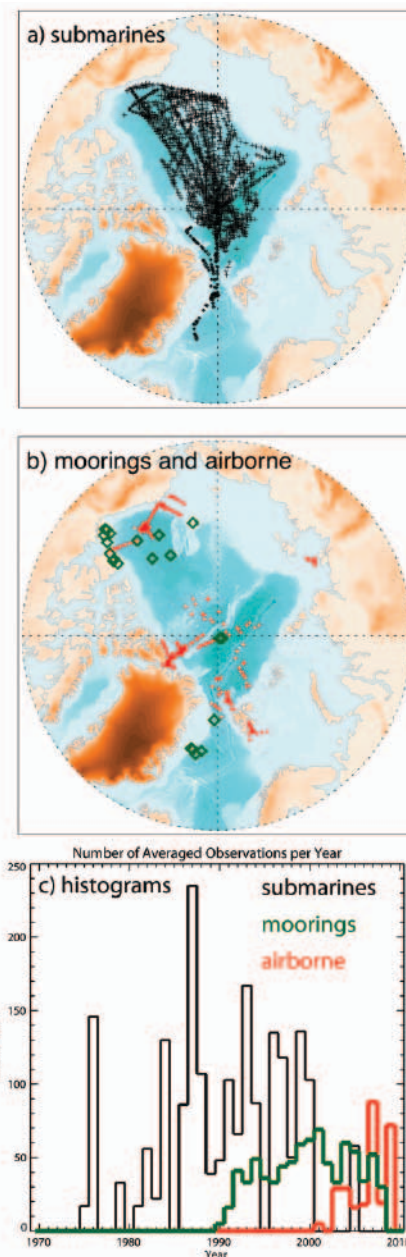 a) submarines
b) moorings and airborne
Number of Averaged Observations per Year
c) histograms
submarines
moorings
airborne
250
200
150
100
50
0
1970
1980
1990
2000
2010
Year